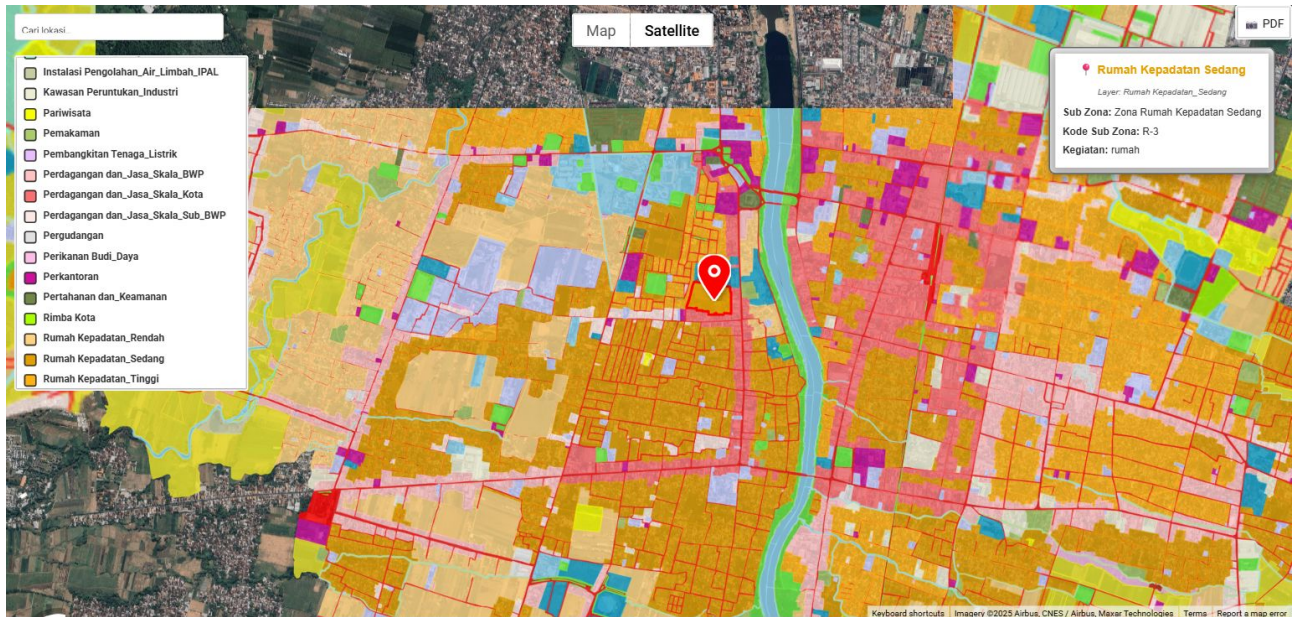 Cari lokasi...
Map
Satellite
PDF
Instalasi Pengolahan_Air_Limbah_IPAL
Kawasan Peruntukan_Industri
Pariwisata
Pemakaman
Pembangkitan Tenaga_Listrik
Perdagangan dan_Jasa_Skala_BWP
Perdagangan dan_Jasa_Skala_Kota
Perdagangan dan_Jasa_Skala_Sub_BWP
Pergudangan
Perikanan Budi_Daya
Perkantoran
Pertahanan dan_Keamanan
Rimba Kota
Rumah Kepadatan_Rendah
Rumah Kepadatan_Sedang
Rumah Kepadatan_Tinggi
Rumah Kepadatan Sedang
Layer: Rumah Kepadatan_Sedang
Sub Zona: Zona Rumah Kepadatan Sedang
Kode Sub Zona: R-3
Kegiatan: rumah
Keyboard shortcuts
Imagery ©2025 Airbus, CNES / Airbus, Maxar Technologies
Terms
Report a map error